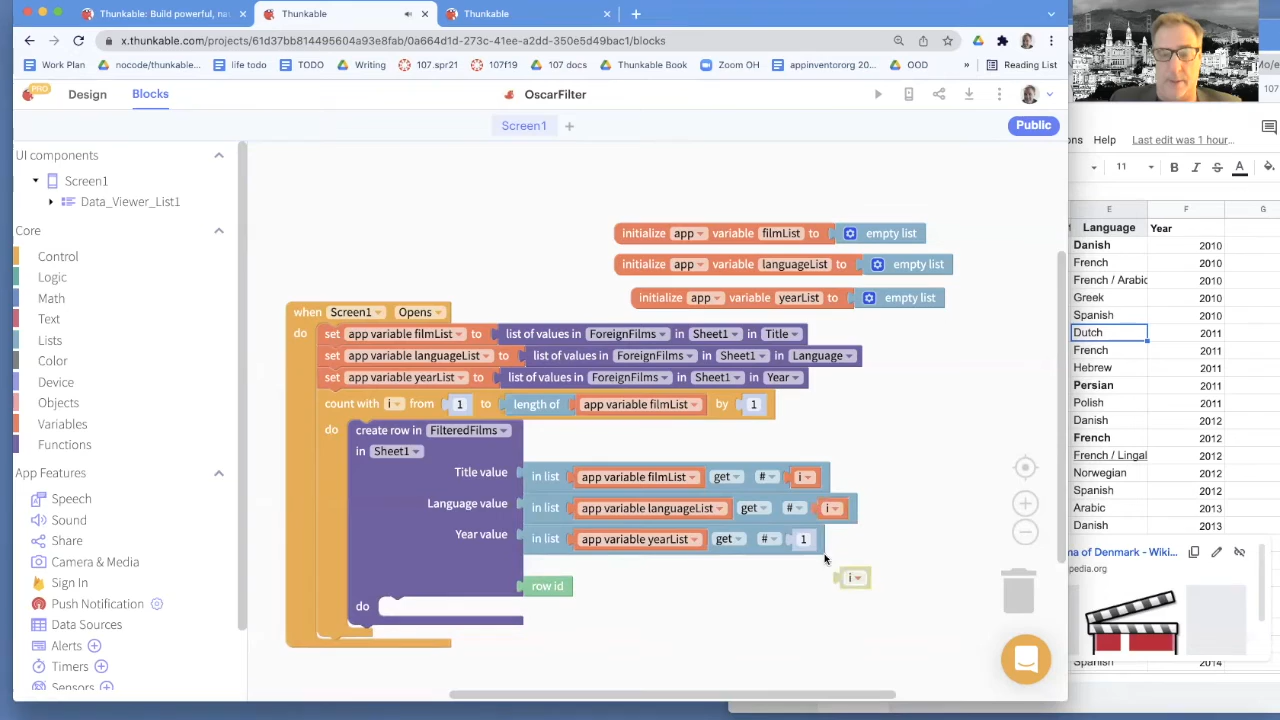 Thunkable: Build powerful, na
Thunkable
Thunkable
x.thunkable.com/projects/61d37bb814495604a93e8fab/0a6a4d1d-273c-41ee-a2dd-350e5d49bac1/blocks
Work Plan
nocode/thunkable...
life todo
TODO
Writing
107 spr21
107f19
107 docs
Thunkable Book
Zoom OH
appinventororg 20...
OOD
»
Reading List
PRO
Design
Blocks
OscarFilter
Screen1
Public
UI components
Screen1
Data_Viewer_List1
Core
Control
Logic
Math
Text
Lists
Color
Device
Objects
Variables
Functions
App Features
Speech
Sound
Share
Camera & Media
Sign In
Push Notification
Data Sources
Alerts
Timers
Sensors
initialize app variable filmList to empty list
initialize app variable languageList to empty list
initialize app variable yearList to empty list
when Screen1 Opens
do set app variable filmList to list of values in ForeignFilms in Sheet1 in Title
set app variable languageList to list of values in ForeignFilms in Sheet1 in Language
set app variable yearList to list of values in ForeignFilms in Sheet1 in Year
count with i from 1 to length of app variable filmList by 1
do create row in FilteredFilms
in Sheet1
Title value in list app variable filmList get # i
Language value in list app variable languageList get # i
Year value in list app variable yearList get # 1
i
row id
do
107
ons Help Last edit was 1 hour...
11 B I S A
E F G
Language Year
Danish 2010
French 2010
French / Arabic 2010
Greek 2010
Spanish 2010
Dutch 2011
French 2011
Hebrew 2011
Persian 2011
Polish 2011
Danish 2012
French 2012
French / Lingal 2012
Norwegian 2012
Spanish 2012
Arabic 2013
Danish 2013
ma of Denmark - Wiki...
pedia.org
Spanish 2014